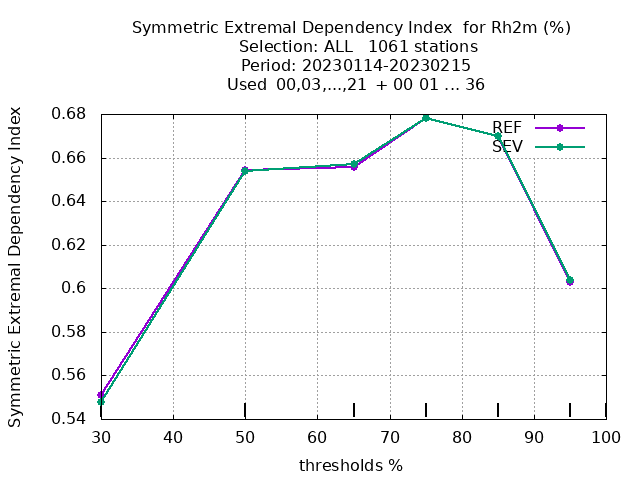 Symmetric Extremal Dependency Index  for Rh2m (%)
Selection: ALL   1061 stations
Period: 20230114-20230215
Used  00,03,...,21  + 00 01 ... 36
Symmetric Extremal Dependency Index
0.68
0.66
0.64
0.62
0.6
0.58
0.56
0.54
REF
SEV
30 40 50 60 70 80 90 100
thresholds %